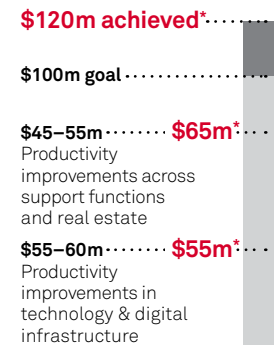 $120m achieved*
$100m goal
$45–55m $65m*
Productivity
improvements across
support functions
and real estate
$55–60m $55m*
Productivity
improvements in
technology & digital
infrastructure